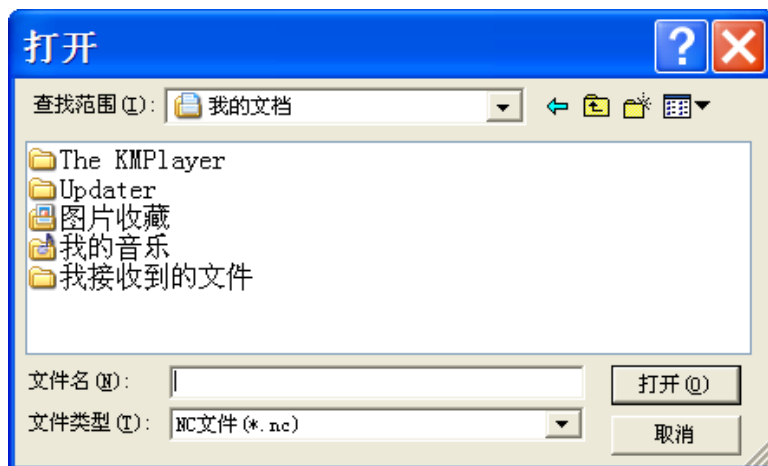 打开
查找范围(I): 我的文档
The KMPlayer
Updater
图片收藏
我的音乐
我接收到的文件
文件名(N): 打开(O)
文件类型(T): NC文件(*.nc) 取消